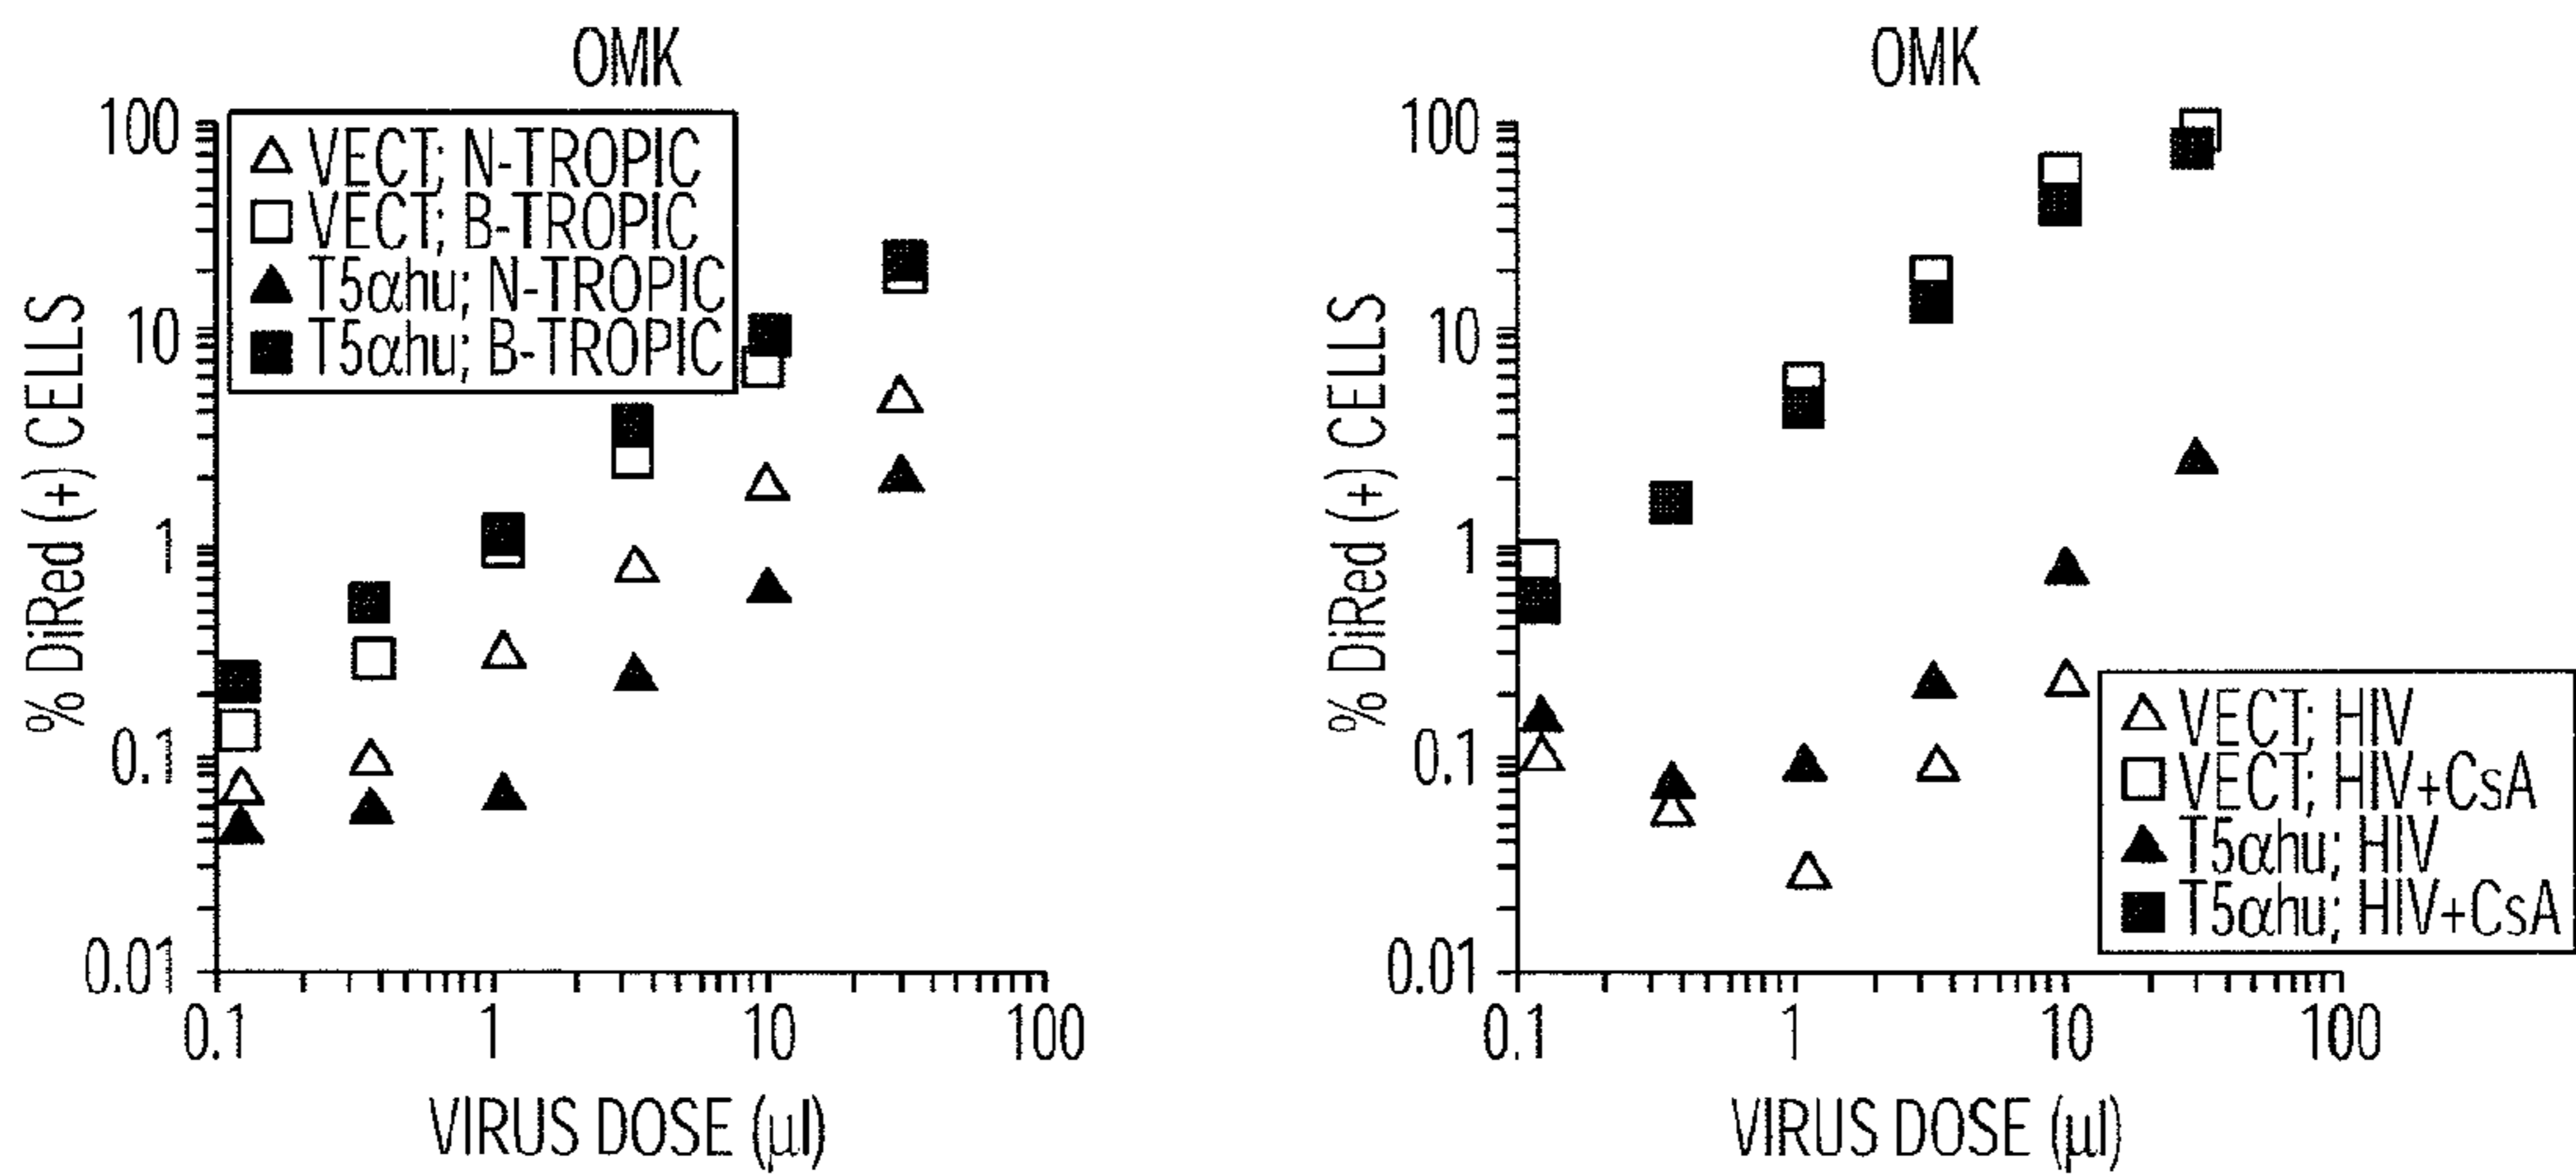 OMK
% DiRed (+) CELLS
100
10
1
0.1
0.01
VECT; N-TROPIC
VECT; B-TROPIC
T5αhu; N-TROPIC
T5αhu; B-TROPIC
0.1 1 10 100
VIRUS DOSE (µl)
OMK
% DiRed (+) CELLS
100
10
1
0.1
0.01
VECT; HIV
VECT; HIV+CsA
T5αhu; HIV
T5αhu; HIV+CsA
0.1 1 10 100
VIRUS DOSE (µl)